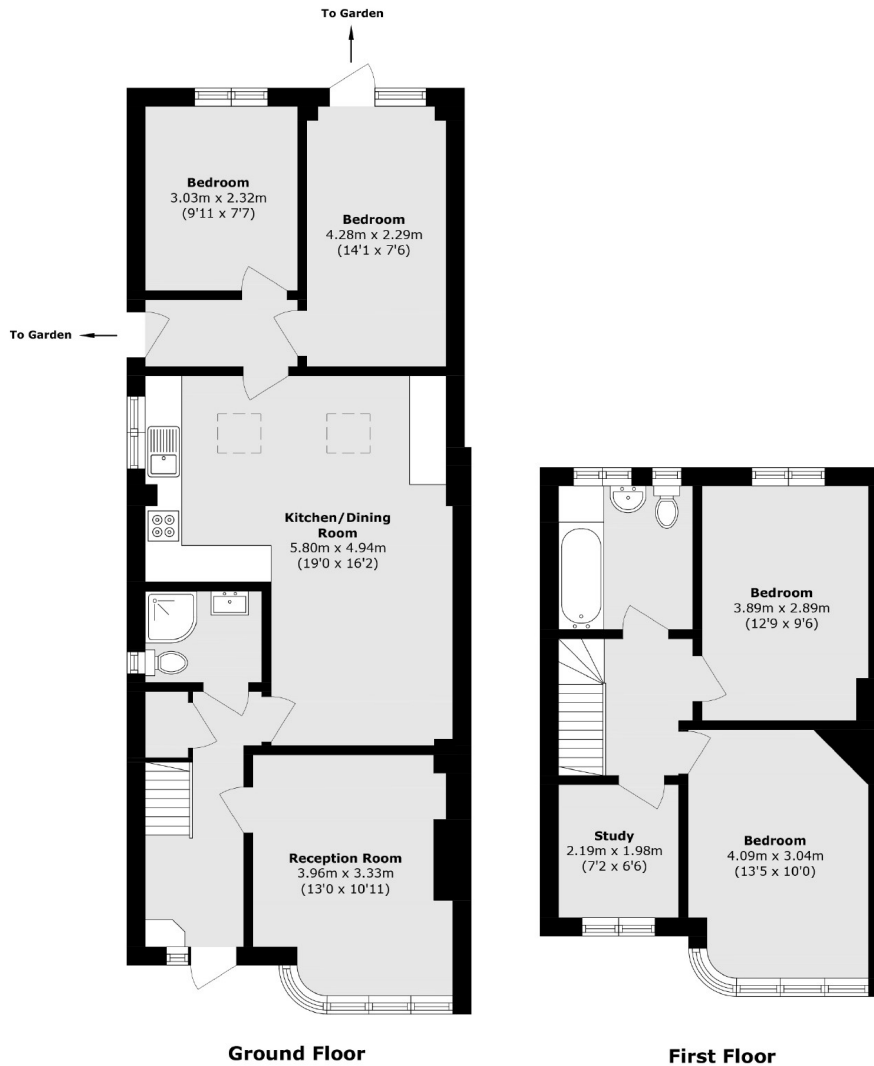 To Garden
Bedroom
3.03m x 2.32m
(9'11 x 7'7)
Bedroom
4.28m x 2.29m
(14'1 x 7'6)
To Garden
Kitchen/Dining
Room
5.80m x 4.94m
(19'0 x 16'2)
Reception Room
3.96m x 3.33m
(13'0 x 10'11)
Ground Floor
Bedroom
3.89m x 2.89m
(12'9 x 9'6)
Study
2.19m x 1.98m
(7'2 x 6'6)
Bedroom
4.09m x 3.04m
(13'5 x 10'0)
First Floor